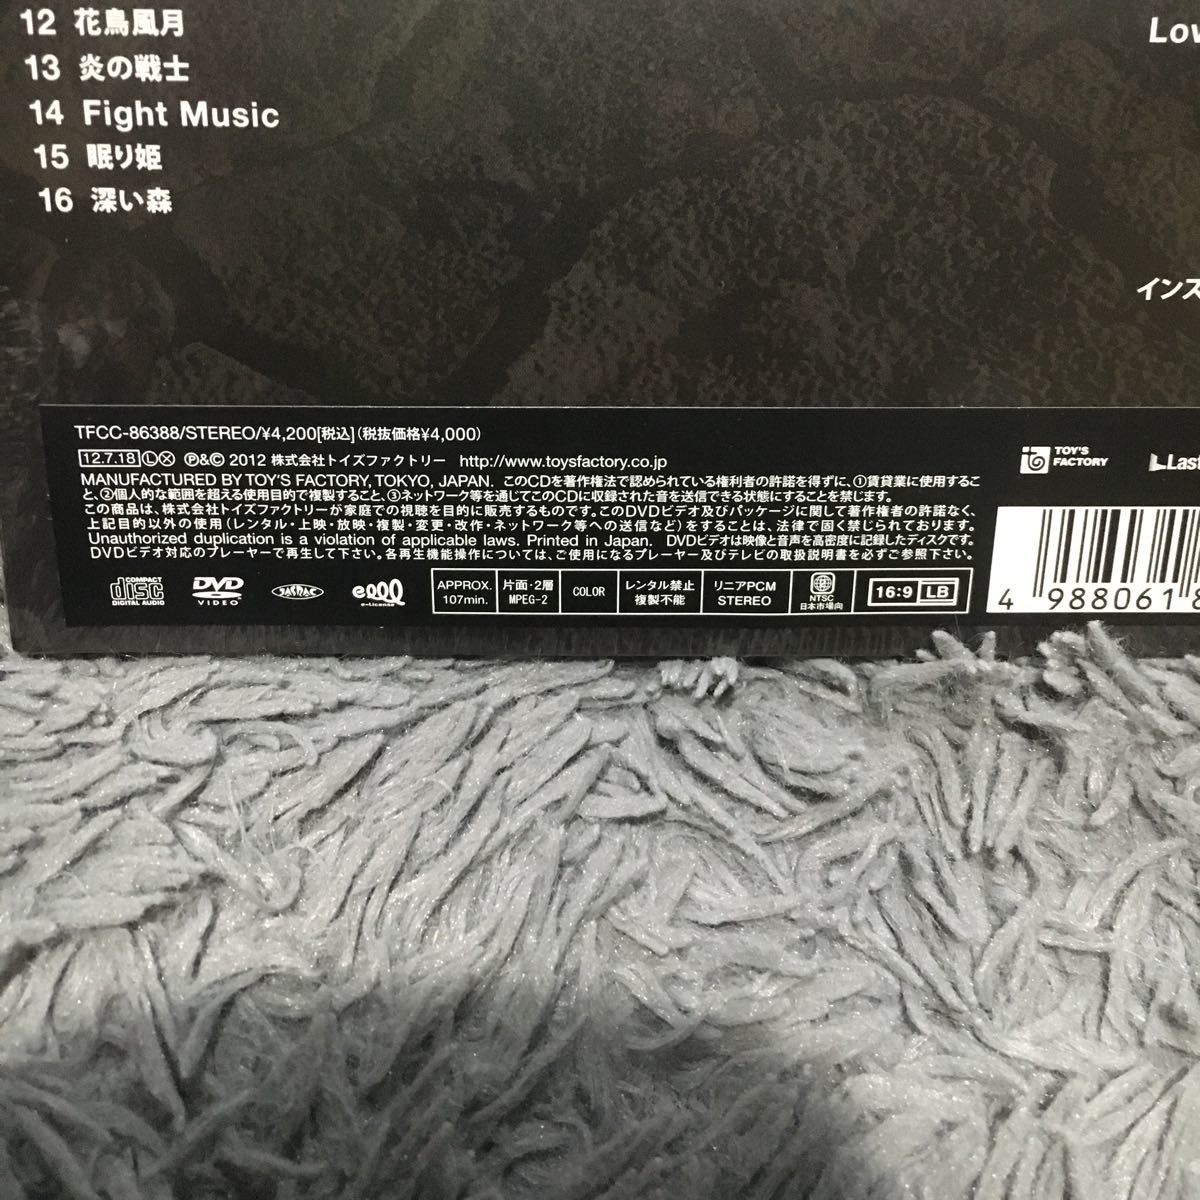 12 花鳥風月
13 炎の戦士
14 Fight Music
15 眠り姫
16 深い森
TFCC-86388/STEREO/¥4,200[税込](税抜価格¥4,000)
12.7.18 Ⓛ Ⓧ ℗&© 2012 株式会社トイズファクトリー http://www.toysfactory.co.jp
MANUFACTURED BY TOY'S FACTORY, TOKYO, JAPAN. このCDを著作権法で認められている権利者の許諾を得ずに、①賃貸業に使用するこ
と、②個人的な範囲を超える使用目的で複製すること、③ネットワーク等を通じてこのCDに収録された音を送信できる状態にすることを禁じます。
この商品は、株式会社トイズファクトリーが家庭での視聴を目的に販売するものです。このDVDビデオ及びパッケージに関して著作権者の許諾なく、
上記目的以外の使用(レンタル・上映・放映・複製・変更・改作・ネットワーク等への送信など)をすることは、法律で固く禁じられております。
Unauthorized duplication is a violation of applicable laws. Printed in Japan. DVDビデオは映像と音声を高密度に記録したディスクです。
DVDビデオ対応のプレーヤーで再生して下さい。各再生機能操作については、ご使用になるプレーヤー及びテレビの取扱説明書を必ずご参照下さい。
COMPACT disc DIGITAL AUDIO
DVD VIDEO
JASRAC
e-License
APPROX. 107min.
片面・2層 MPEG-2
COLOR
レンタル禁止 複製不能
リニアPCM STEREO
NTSC 日本市場向
16:9 LB
TOY'S FACTORY
Last
4 988061 8
インス